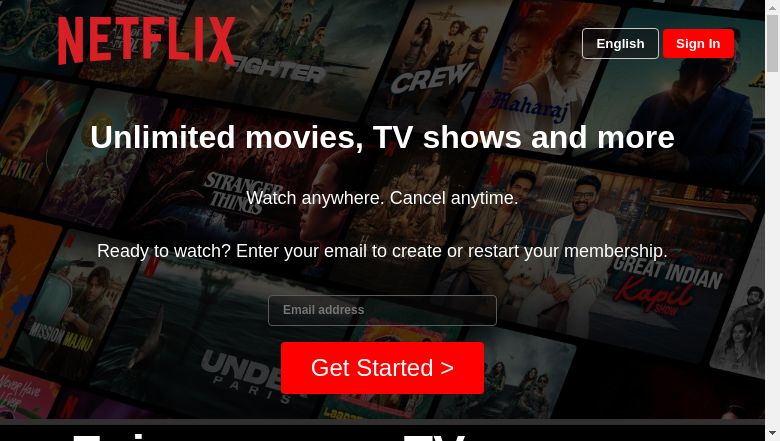 NETFLIX
English
Sign In
FIGHTER
CREW
Maharaj
Unlimited movies, TV shows and more
STRANGER
THINGS
Watch anywhere. Cancel anytime.
Ready to watch? Enter your email to create or restart your membership.
GREAT INDIAN
Kapil
SHOW
Email address
MISSION MAJNU
Get Started >
PARIS
Never Have